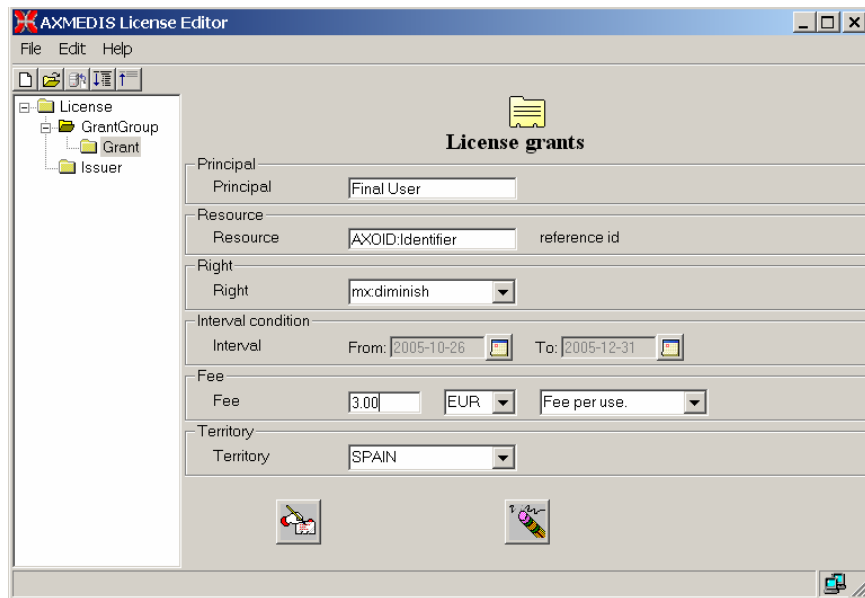 AXMEDIS License Editor
File Edit Help
License
GrantGroup
Grant
Issuer
License grants
Principal
Principal Final User
Resource
Resource AXOID:Identifier reference id
Right
Right mx:diminish
Interval condition
Interval From: 2005-10-26 To: 2005-12-31
Fee
Fee 3.00 EUR Fee per use.
Territory
Territory SPAIN